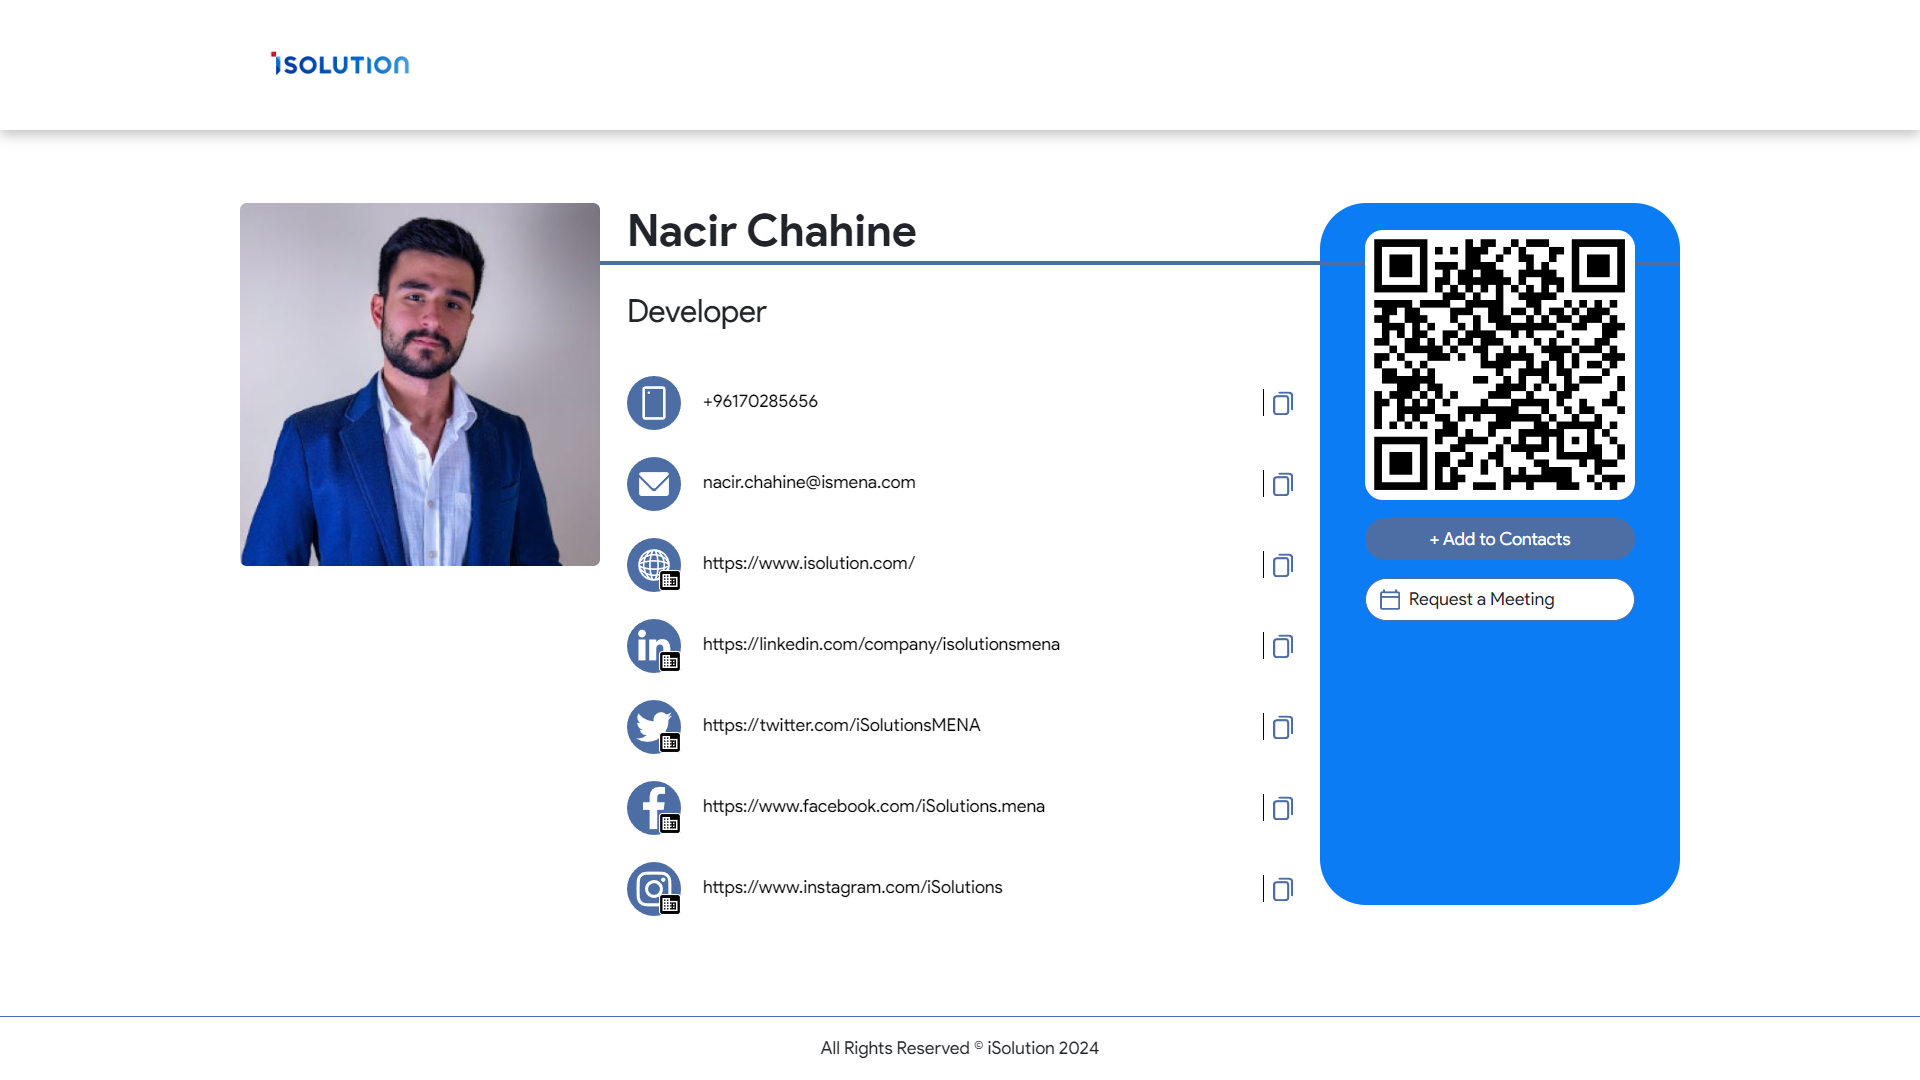 iSOLUTION
Nacir Chahine
Developer
+96170285656
nacir.chahine@ismena.com
https://www.isolution.com/
https://linkedin.com/company/isolutionsmena
https://twitter.com/iSolutionsMENA
https://www.facebook.com/iSolutions.mena
https://www.instagram.com/iSolutions
+ Add to Contacts
Request a Meeting
All Rights Reserved © iSolution 2024